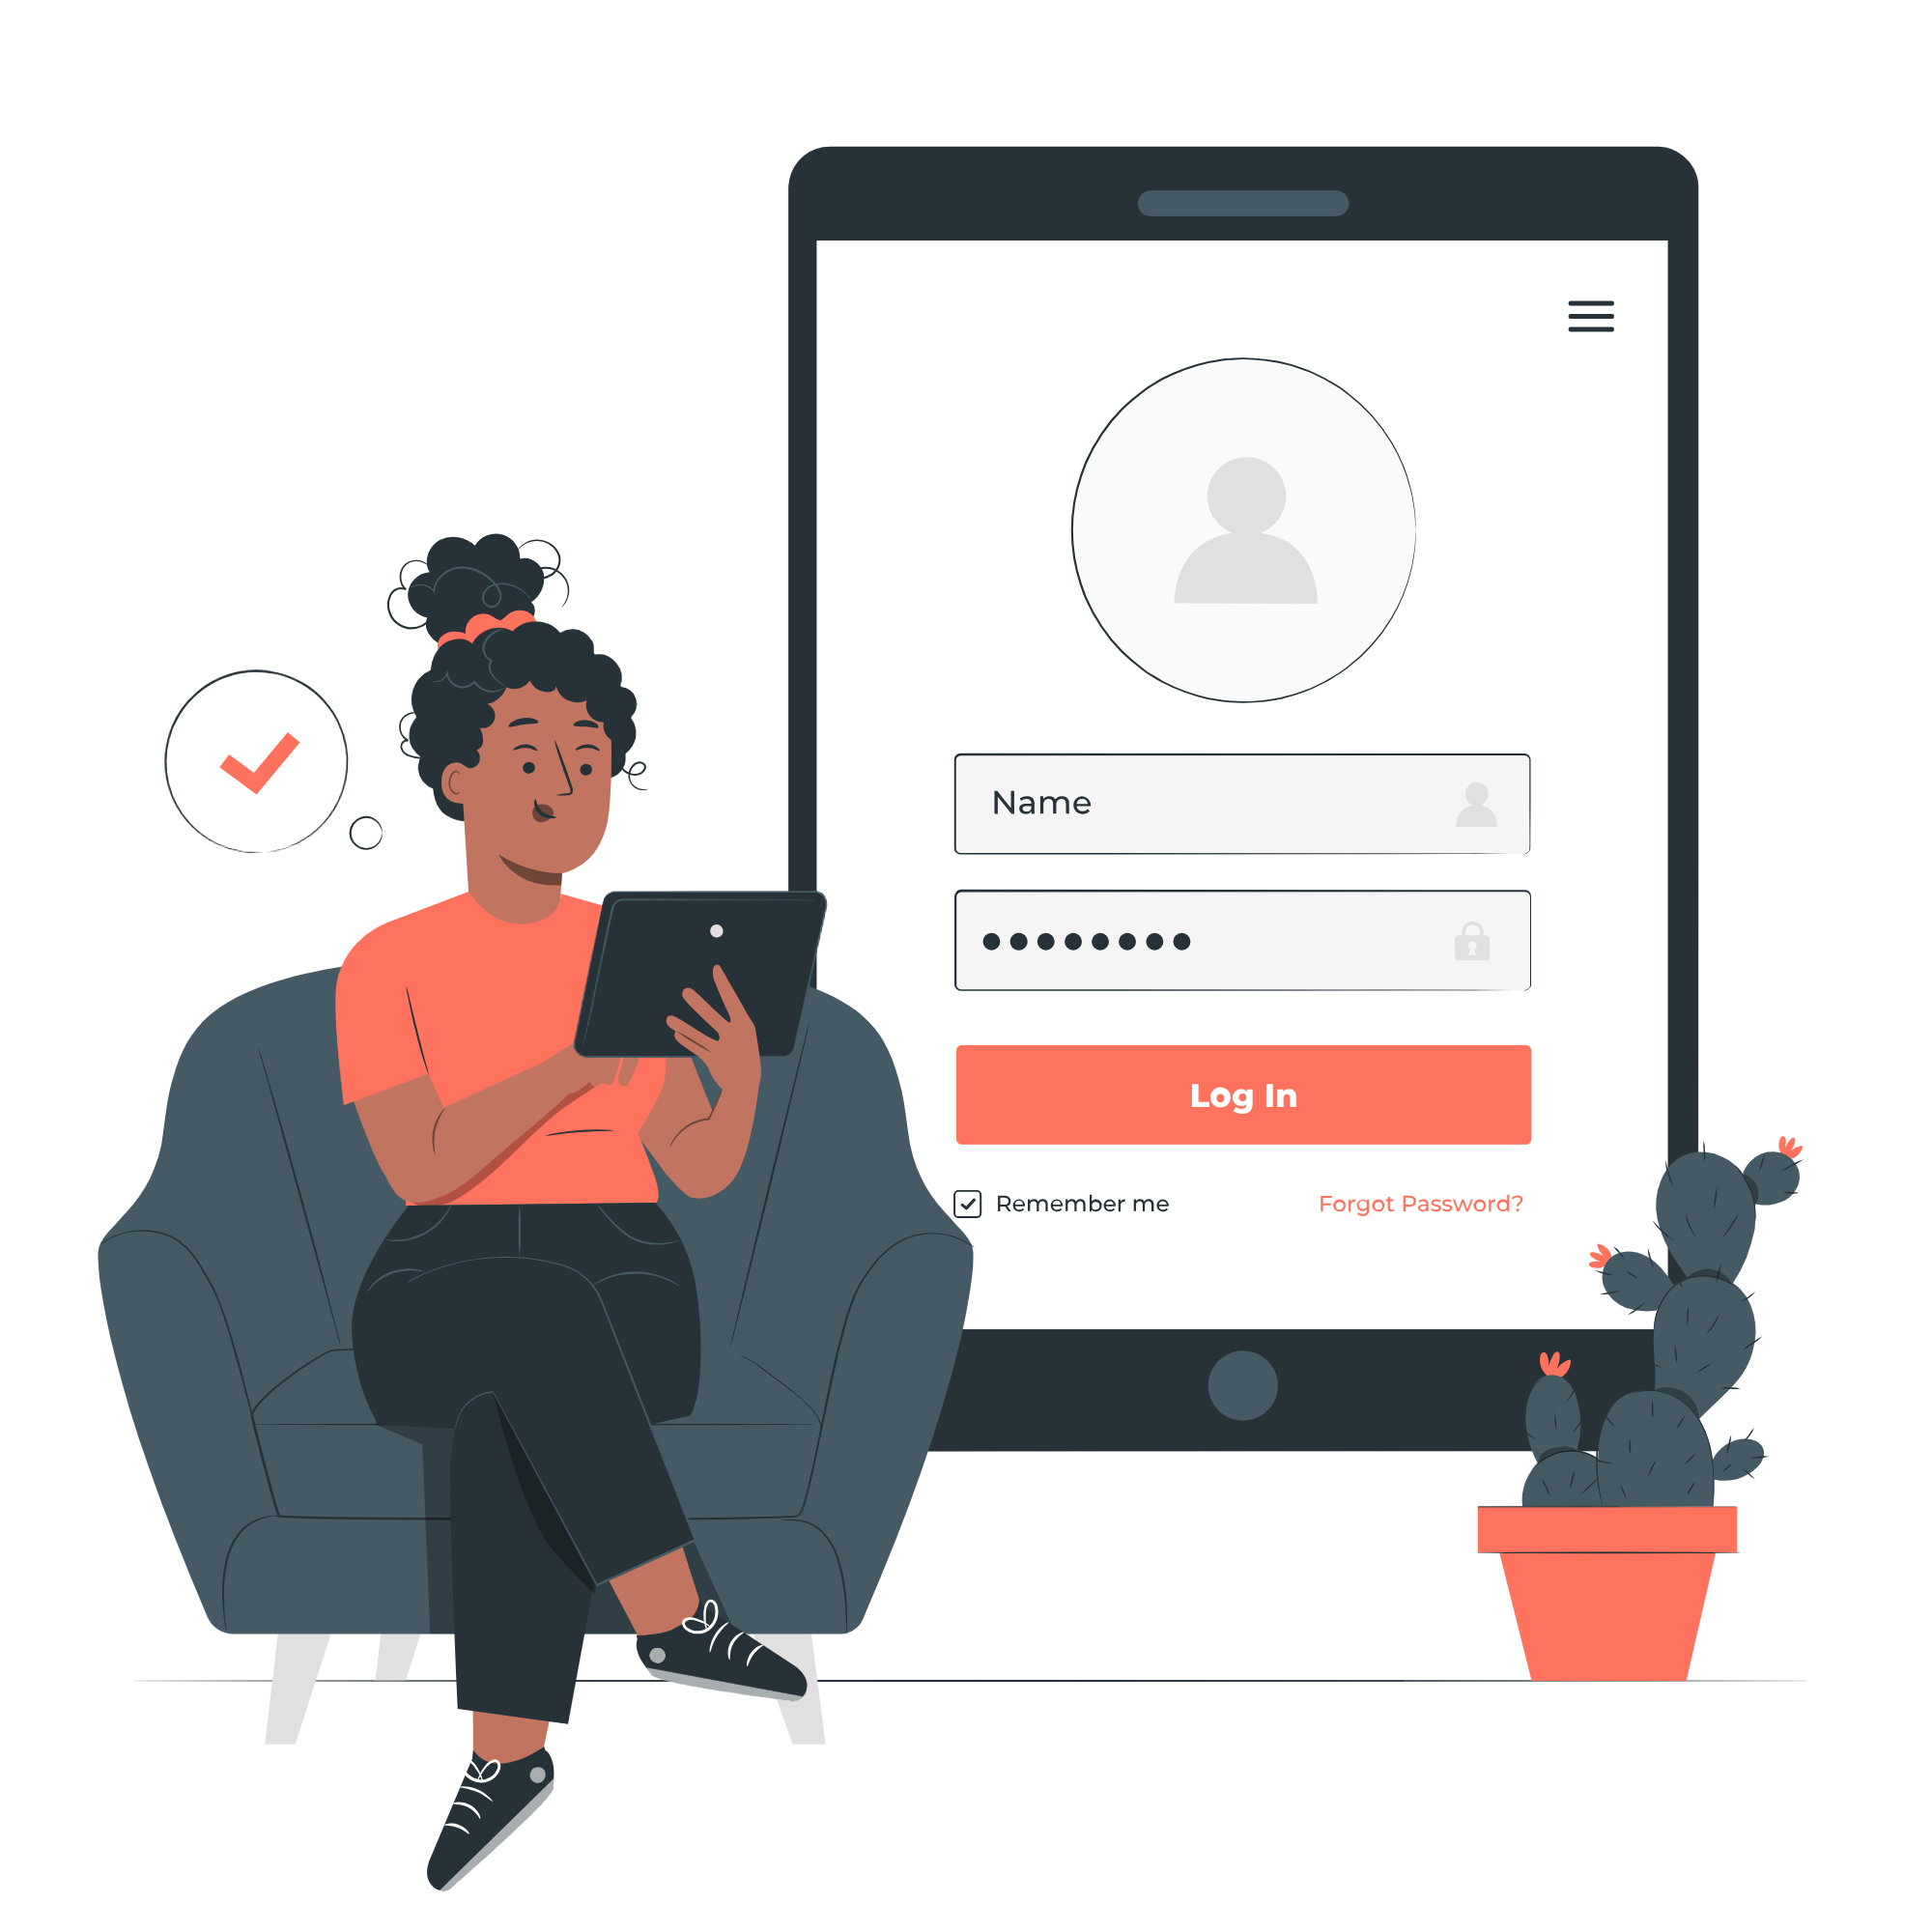 Name
●●●●●●●●
Log In
Remember me
Forgot Password?